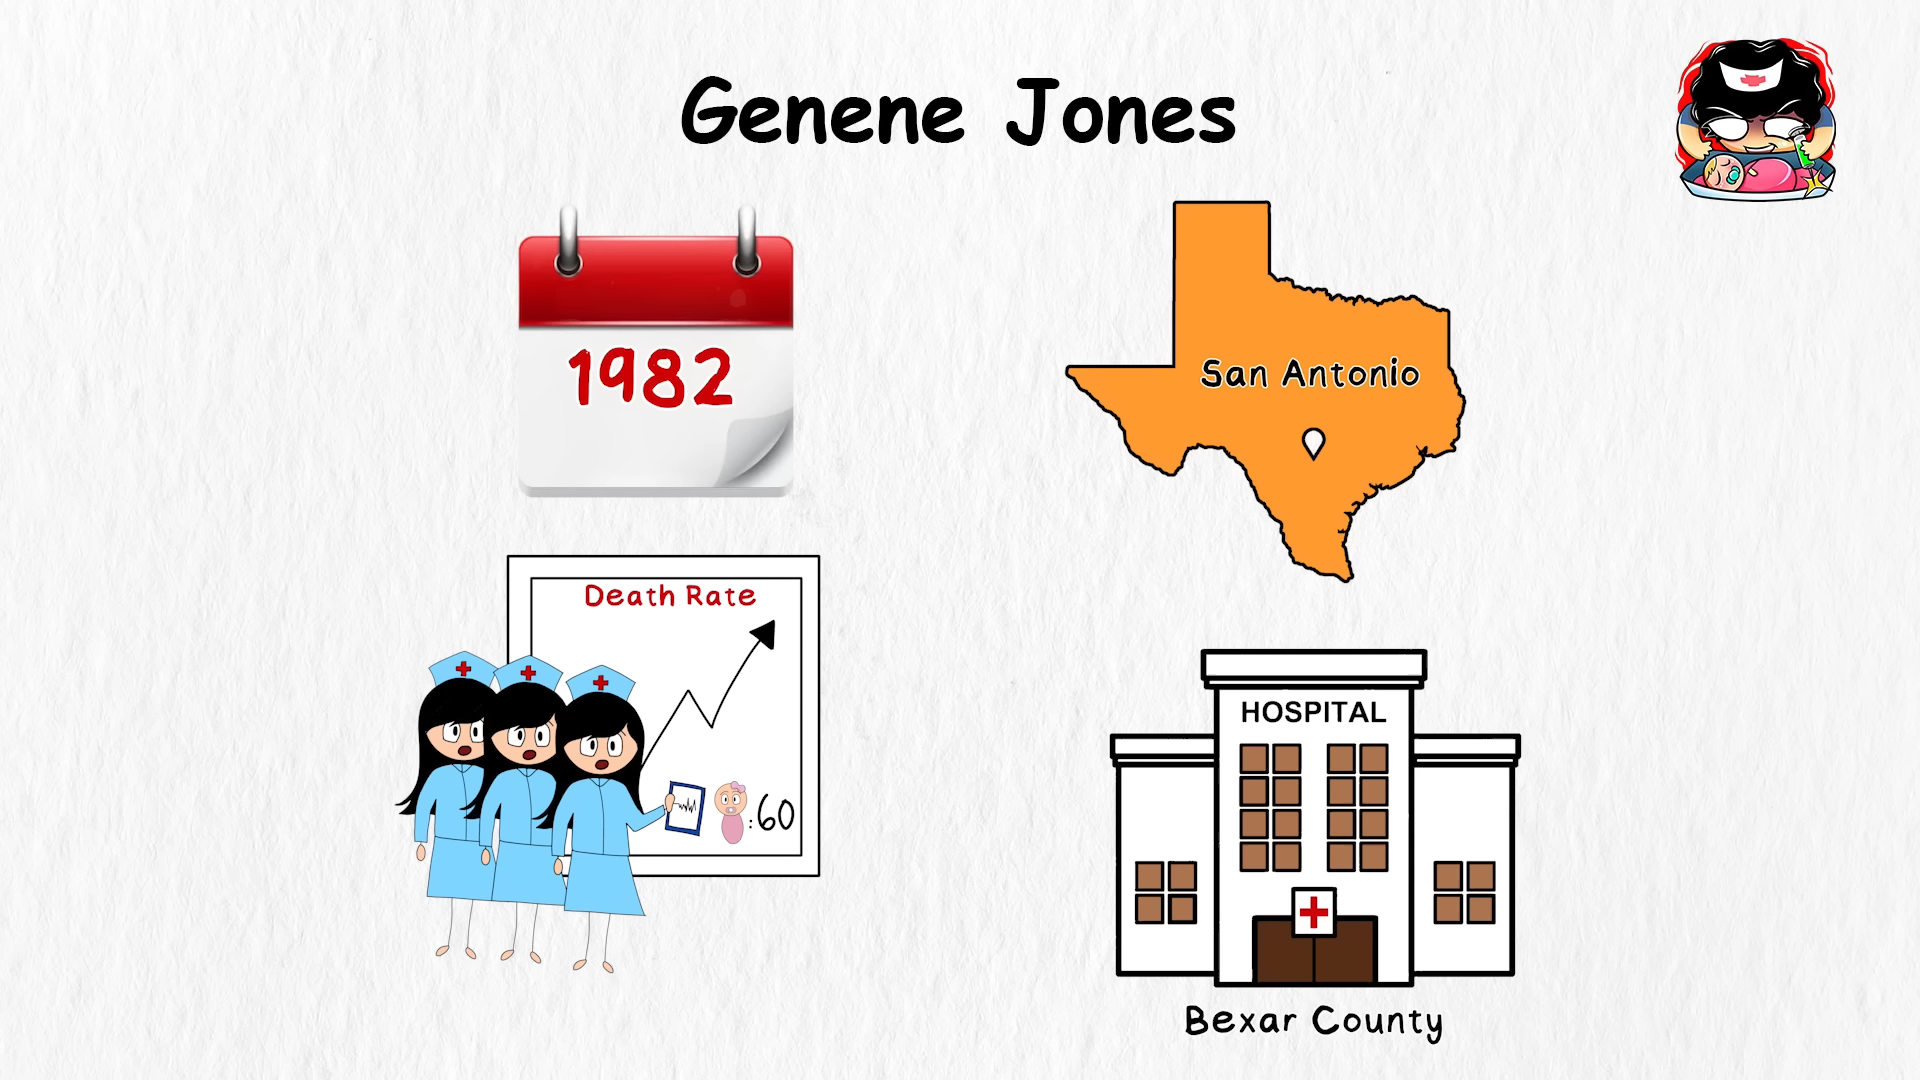 Genene Jones
1982
San Antonio
Death Rate
:60
HOSPITAL
Bexar County